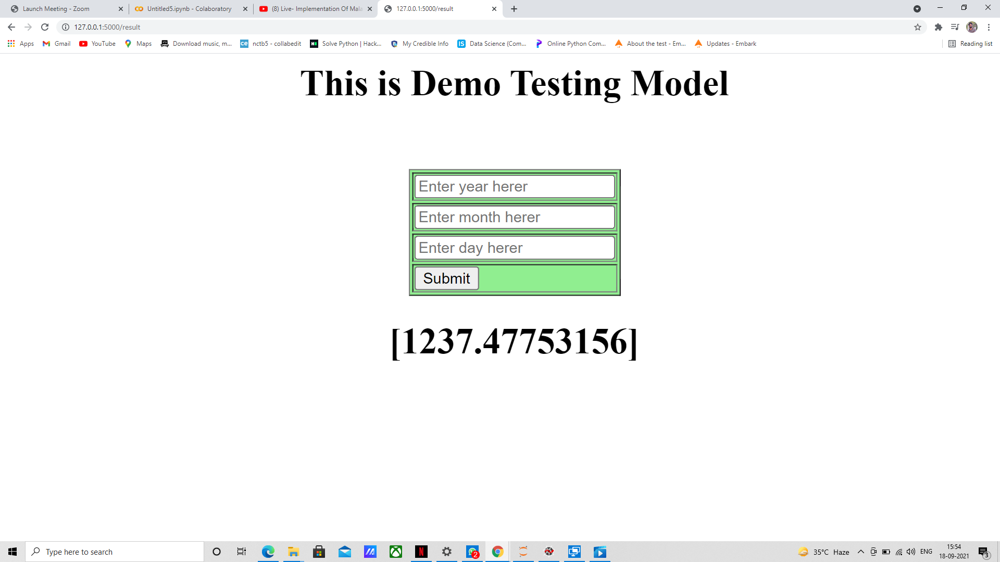 Launch Meeting - Zoom
Untitled5.ipynb - Colaboratory
(8) Live- Implementation Of Mala
127.0.0.1:5000/result
127.0.0.1:5000/result
Apps
Gmail
YouTube
Maps
Download music, m...
ce nctb5 - collabedit
Solve Python | Hack...
My Credible Info
IS Data Science (Com...
Online Python Com...
About the test - Em...
Updates - Embark
Reading list
This is Demo Testing Model
Enter year herer
Enter month herer
Enter day herer
Submit
[1237.47753156]
Type here to search
2
35°C Haze
ENG
15:54
18-09-2021
3